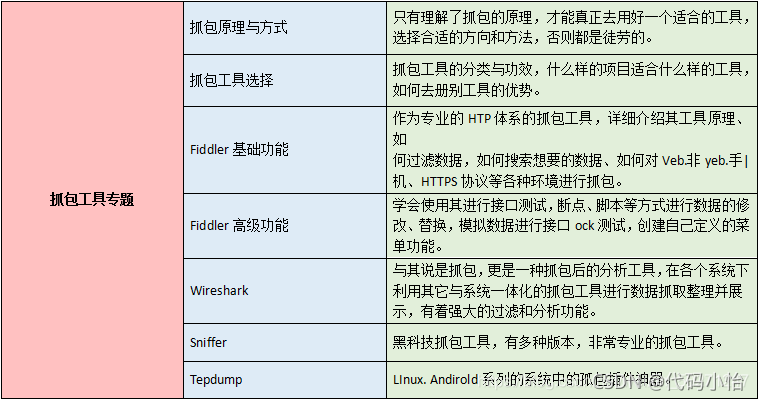 抓包工具专题
抓包原理与方式
只有理解了抓包的原理，才能真正去用好一个适合的工具，
选择合适的方向和方法，否则都是徒劳的。
抓包工具选择
抓包工具的分类与功效，什么样的项目适合什么样的工具，
如何去册别工具的优势。
Fiddler 基础功能
作为专业的 HTP 体系的抓包工具，详细介绍其工具原理、
如
何过滤数据，如何搜索想要的数据、如何对 Veb.非 yeb.手|
机、HTTPS 协议等各种环境进行抓包。
Fiddler 高级功能
学会使用其进行接口测试，断点、脚本等方式进行数据的修
改、替换，模拟数据进行接口 ock 测试，创建自己定义的菜
单功能。
Wireshark
与其说是抓包，更是一种抓包后的分析工具，在各个系统下
利用其它与系统一体化的抓包工具进行数据抓取整理并展
示，有着强大的过滤和分析功能。
Sniffer
黑科技抓包工具，有多种版本，非常专业的抓包工具。
Tepdump
LInux. Andirold 系列的系统中的孤包插件神器。
CSDN @代码小怡